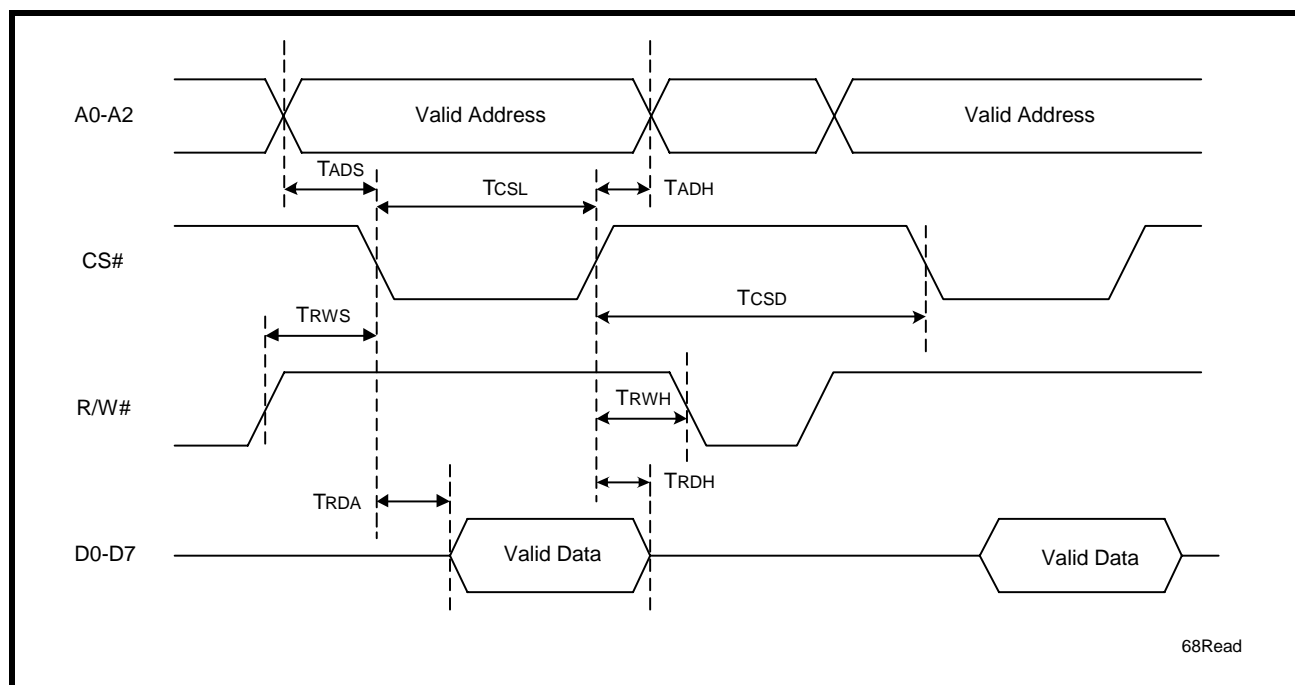 A0-A2
Valid Address
Valid Address
TADS
TCSL
TADH
CS#
TCSD
TRWS
R/W#
TRWH
TRDH
TRDA
D0-D7
Valid Data
Valid Data
68Read